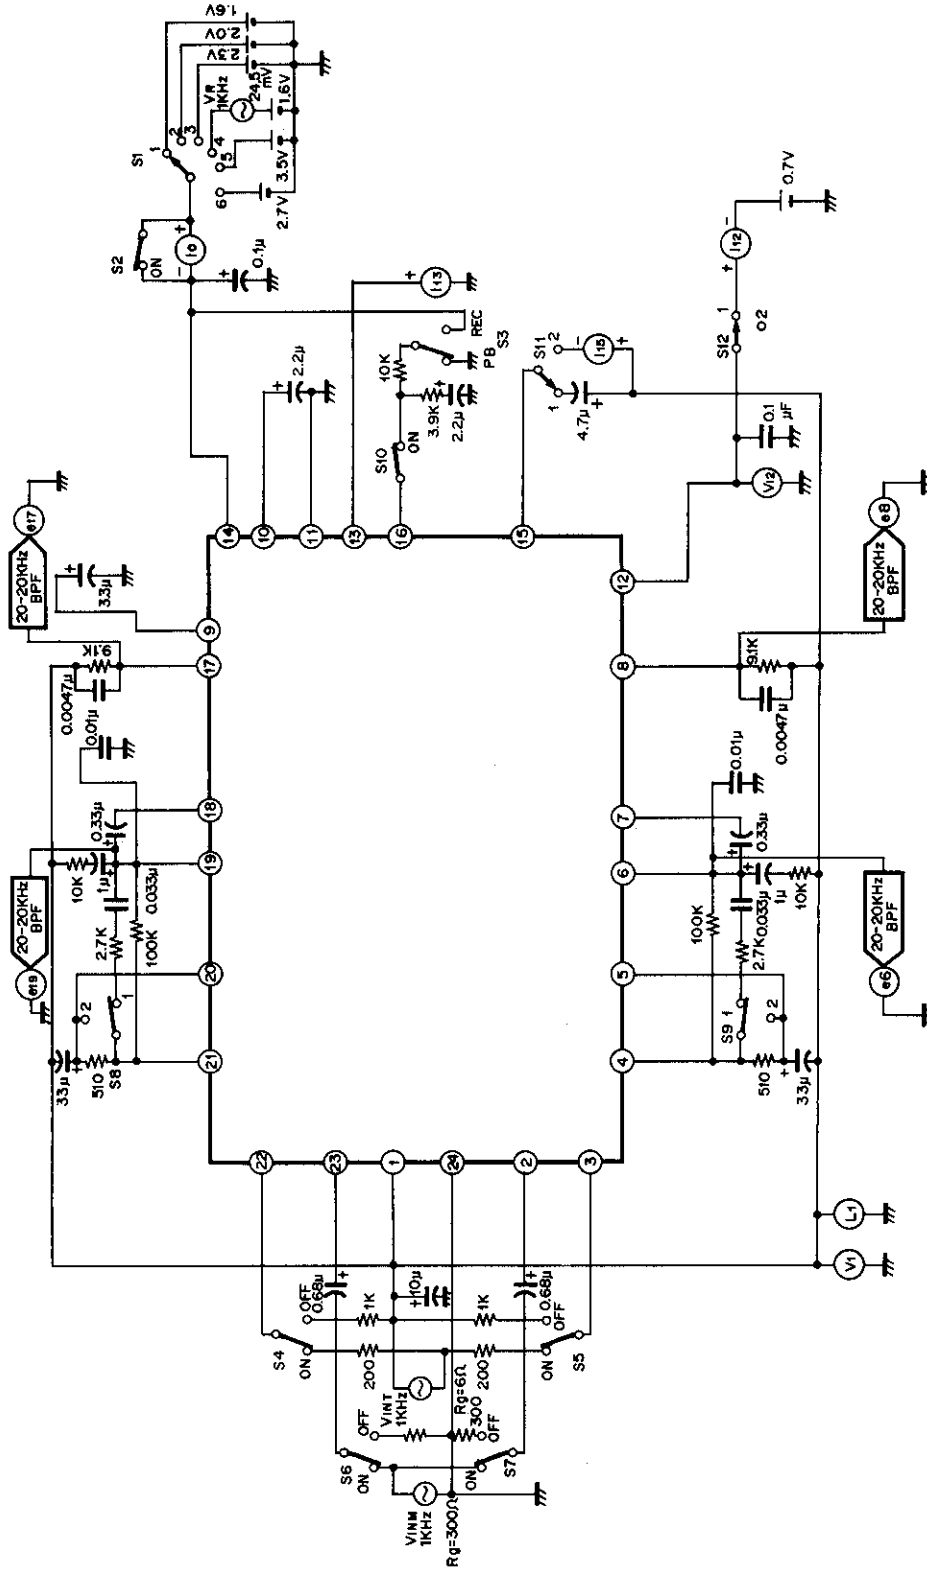 S1
1
2
3
4
5
6
1.6V
2.0V
2.3V
VR
1KHz
24.5
mV
1.6V
3.5V
2.7V
S2
ON
-
I0
+
+
0.1μ
+
I13
REC
PB
S3
10K
3.9K
2.2μ
+
S10
ON
2.2μ
+
S11
1
2
-
I15
+
4.7μ
+
S12
1
02
+
I12
-
0.7V
0.1
μF
V12
e17
20-20KHz
BPF
33μ
+
9.1K
0.0047μ
0.01μ
0.33μ
+
10K
1μ
+
0.033μ
2.7K
100K
e19
20-20KHz
BPF
33μ
+
510
S8
1
2
14
10
11
13
16
15
12
9
17
18
19
20
21
8
7
6
5
4
22
23
1
24
2
3
e8
20-20KHz
BPF
9.1K
0.0047μ
0.01μ
0.33μ
+
1μ
+
10K
0.033μ
2.7K
100K
e6
20-20KHz
BPF
S9
1
2
510
+
33μ
L1
V1
S4
ON
OFF
0.68μ
+
1K
+
10μ
1K
0.68μ
+
OFF
ON
S5
200
200
VINT
1KHz
Rg=6Ω
300
OFF
OFF
S6
ON
ON
S7
VINM
1KHz
Rg=300Ω